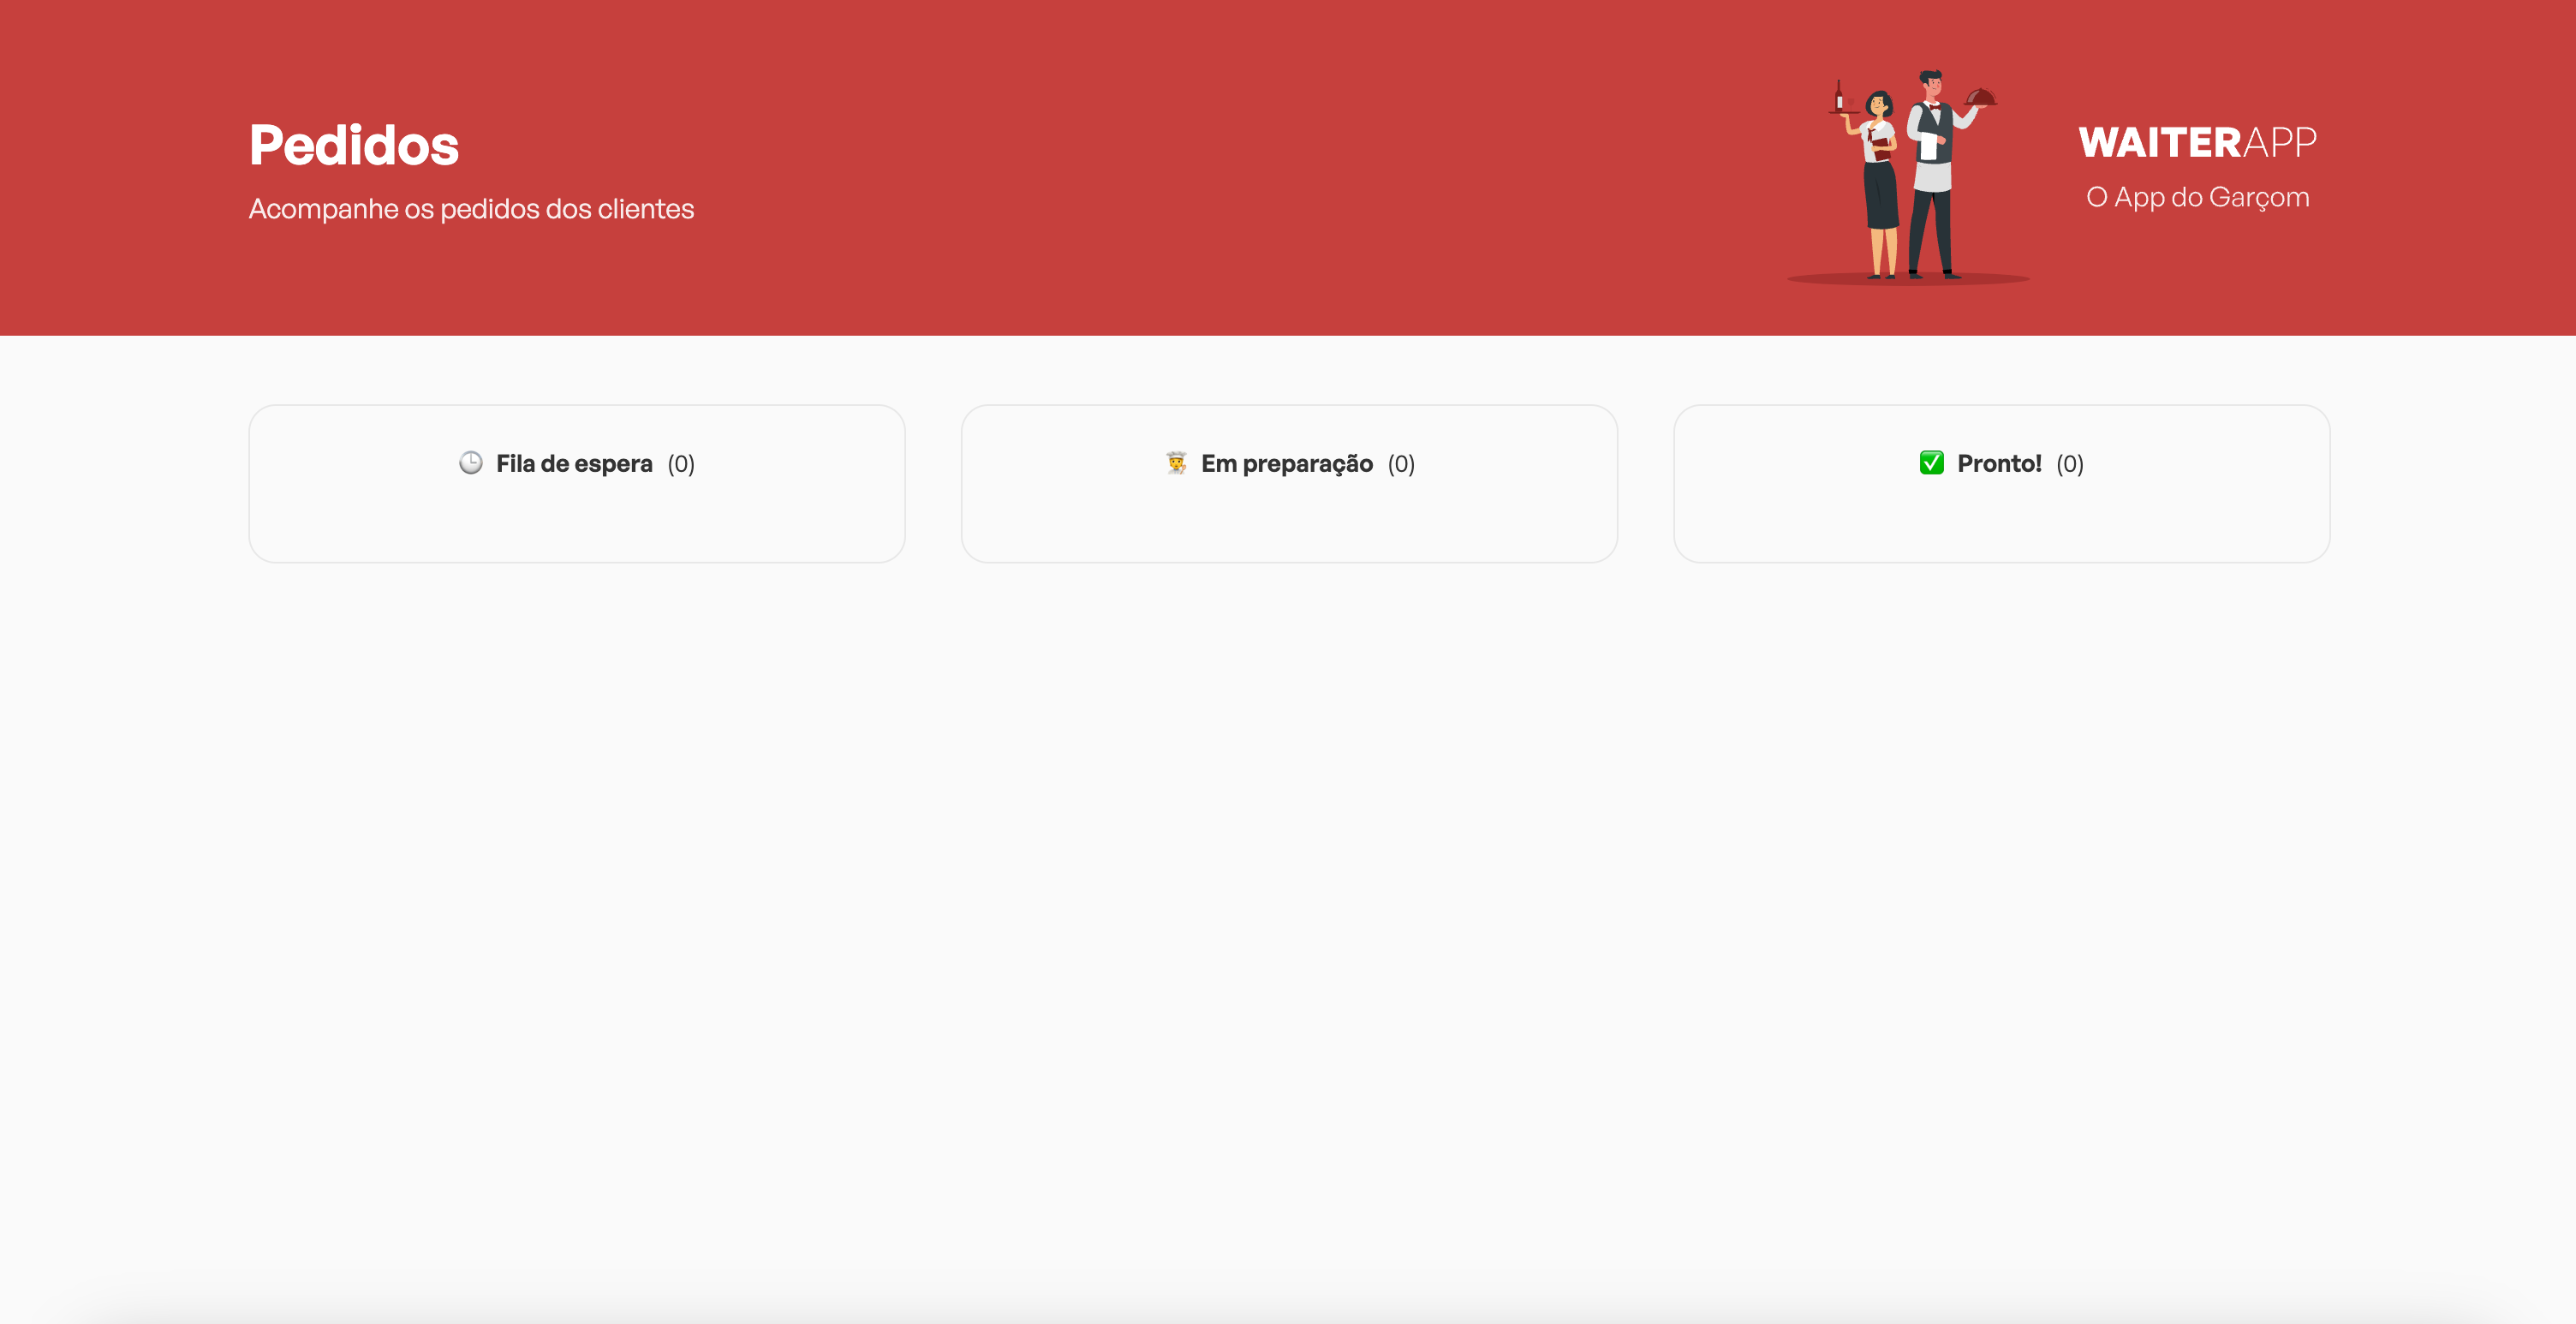 Pedidos
Acompanhe os pedidos dos clientes
WAITERAPP
O App do Garçom
🕒 Fila de espera (0)
👨‍🍳 Em preparação (0)
✅ Pronto! (0)